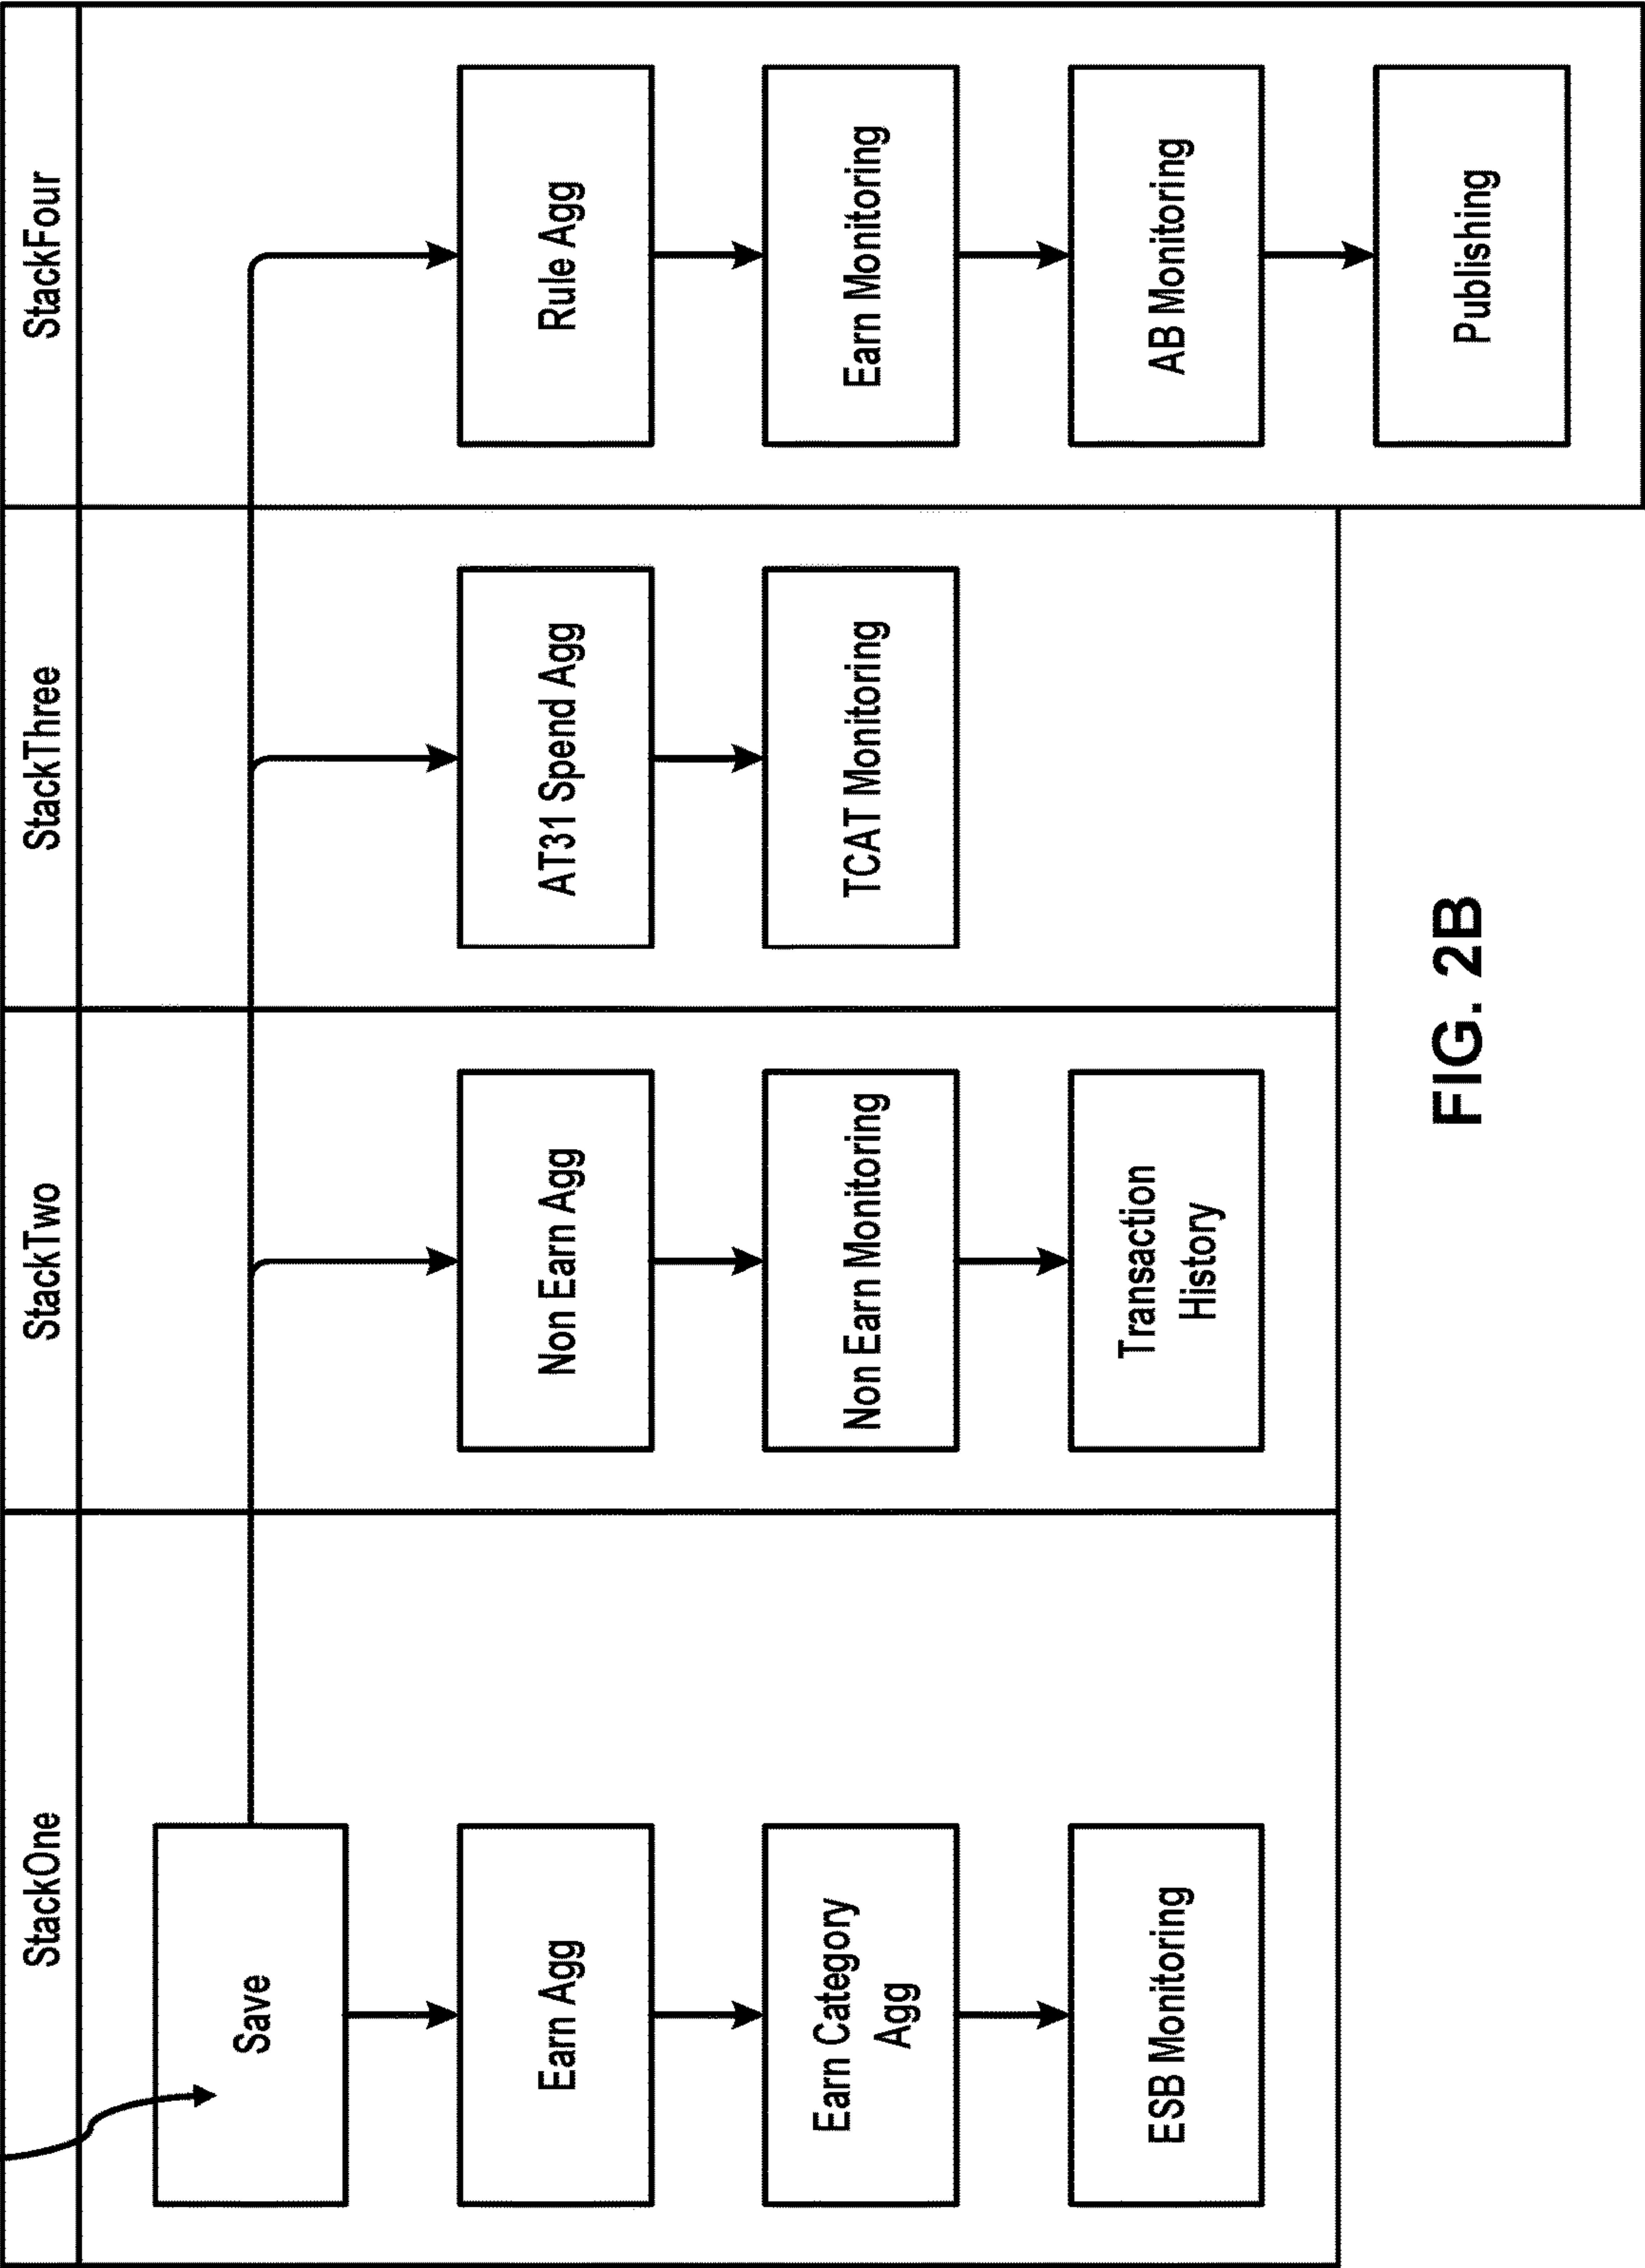 StackOne
StackTwo
StackThree
StackFour
Save
Earn Agg
Non Earn Agg
AT31 Spend Agg
Rule Agg
Earn Category
Agg
Non Earn Monitoring
TCAT Monitoring
Earn Monitoring
ESB Monitoring
Transaction
History
AB Monitoring
Publishing
FIG. 2B